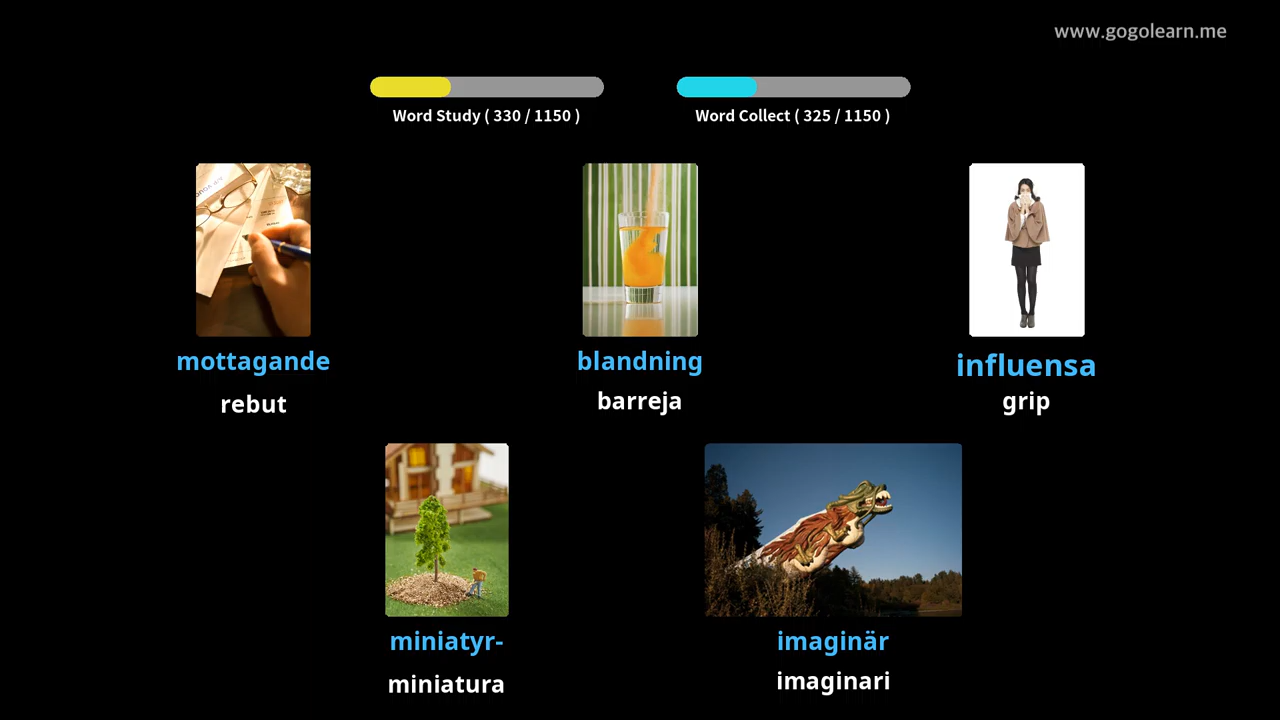 www.gogolearn.me
Word Study ( 330 / 1150 )
Word Collect ( 325 / 1150 )
mottagande
rebut
blandning
barreja
influensa
grip
miniatyr-
miniatura
imaginär
imaginari